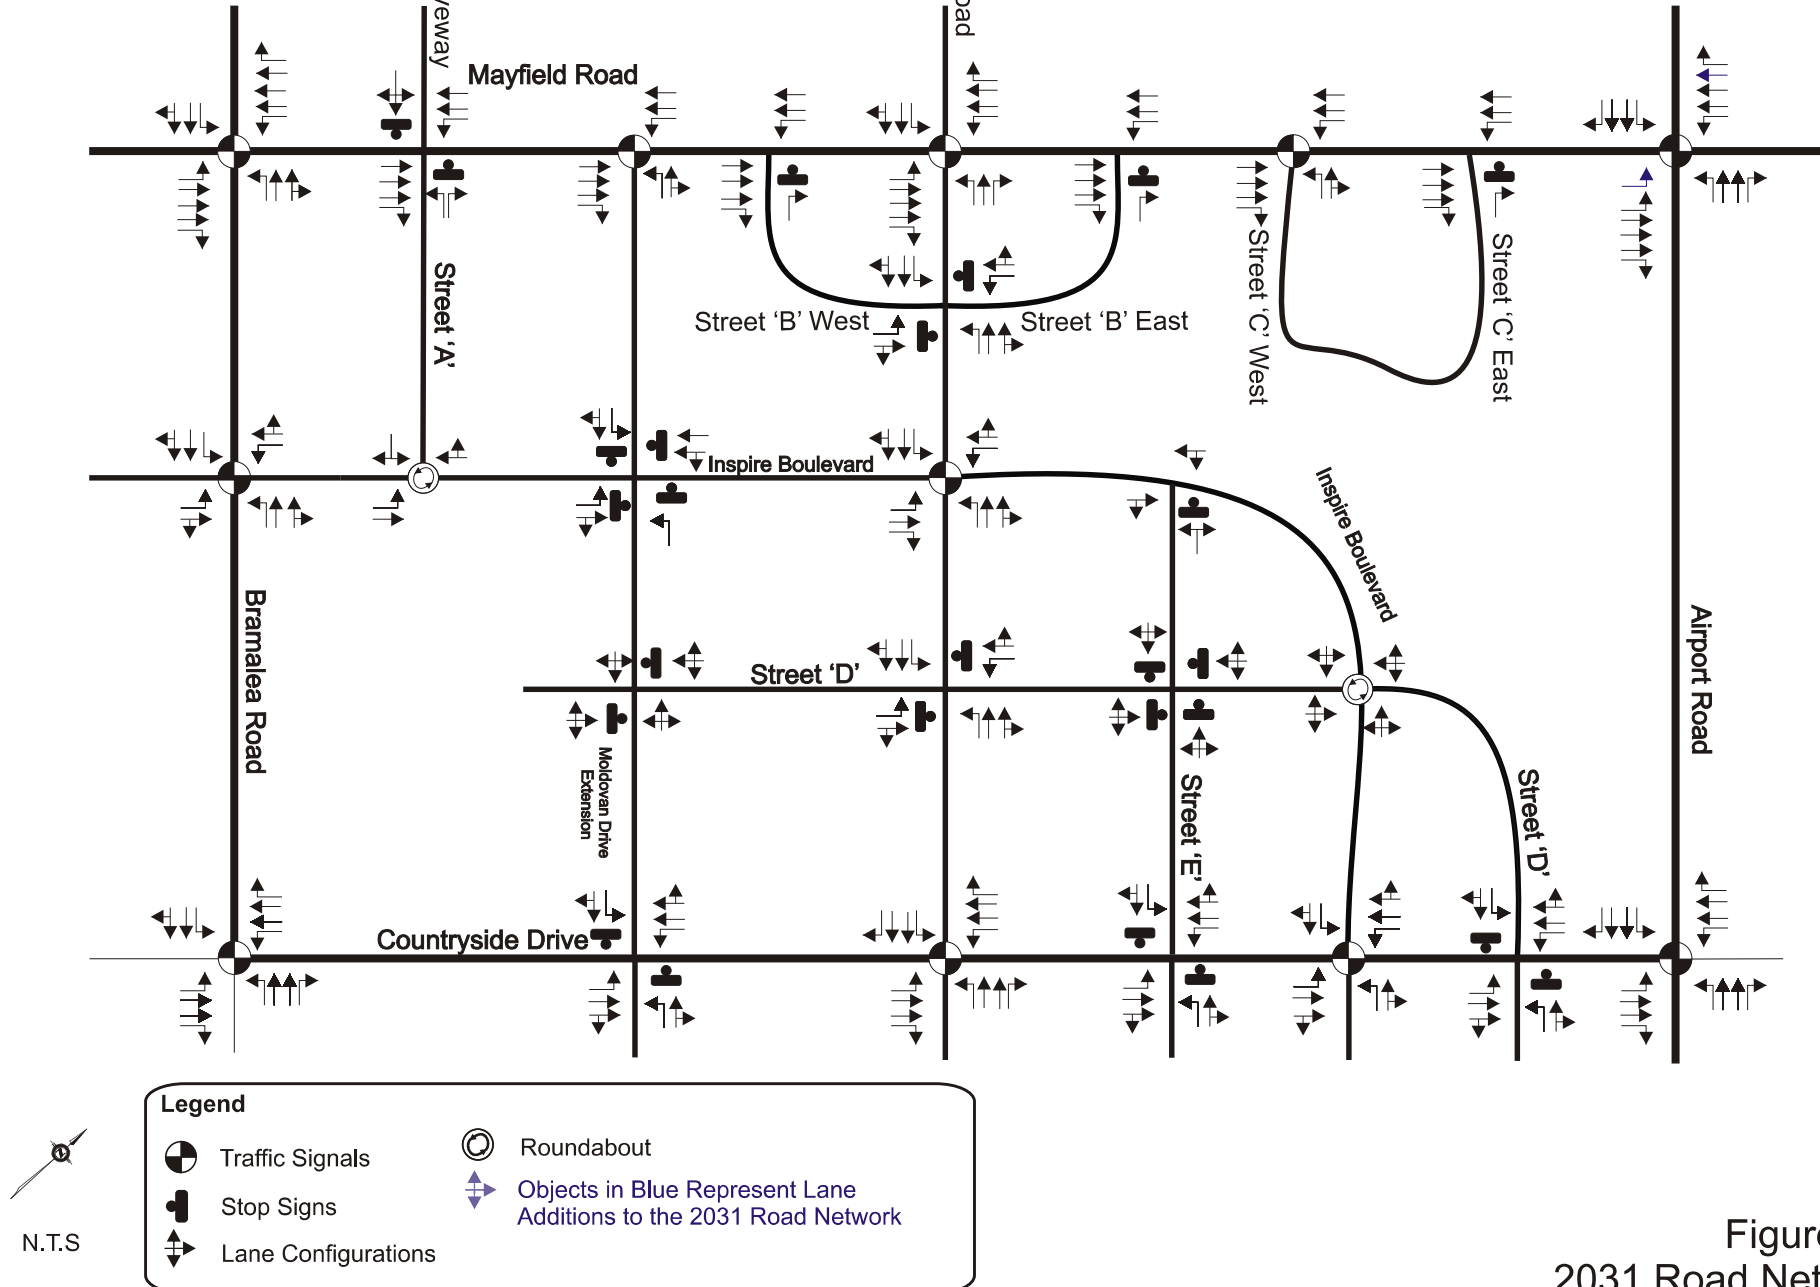 Mayfield Road
Street ‘A’
Street ‘B’ West
Street ‘B’ East
Street ‘C’ West
Street ‘C’ East
Inspire Boulevard
Inspire Boulevard
Bramalea Road
Street ‘D’
Airport Road
Moldovan Drive
Extension
Street ‘E’
Street ‘D’
Countryside Drive
Legend
Traffic Signals
Stop Signs
Lane Configurations
Roundabout
Objects in Blue Represent Lane
Additions to the 2031 Road Network
N.T.S
2031 Road